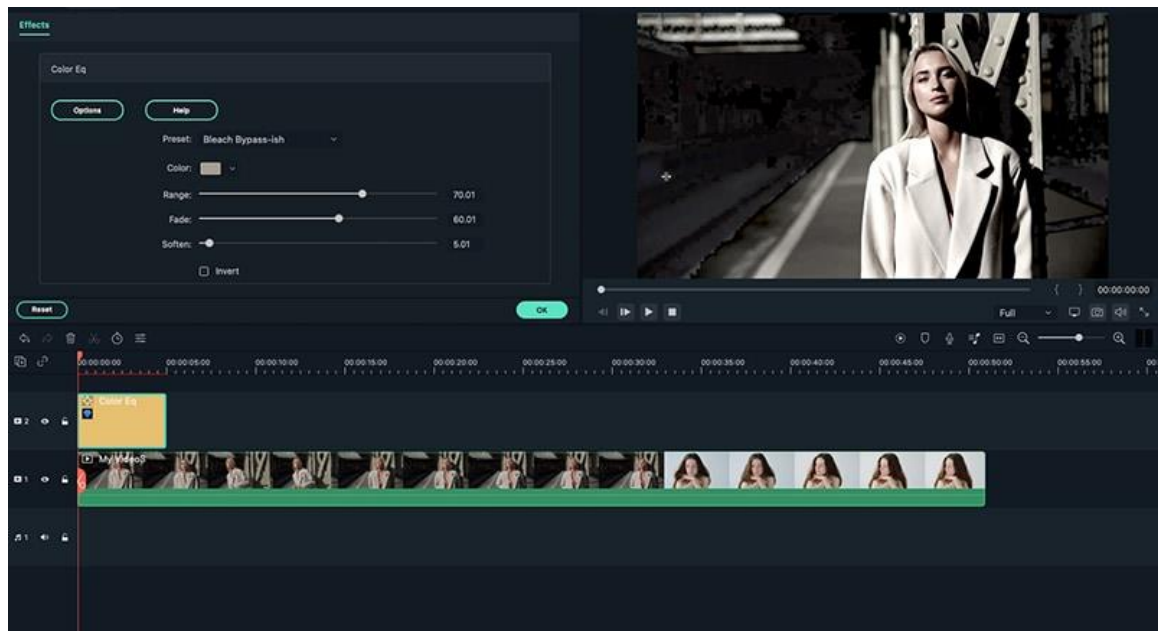 Effects
Color Eq
Options Help
Preset: Bleach Bypass-ish
Color:
Range: 70.01
Fade: 60.01
Soften: 5.01
Invert
Reset OK
{ } 00:00:00:00
Full
00:00:00:00 00:00:05:00 00:00:10:00 00:00:15:00 00:00:20:00 00:00:25:00 00:00:30:00 00:00:35:00 00:00:40:00 00:00:45:00 00:00:50:00 00:00:55:00 00:
Color Eq
2
My Video3
1
1